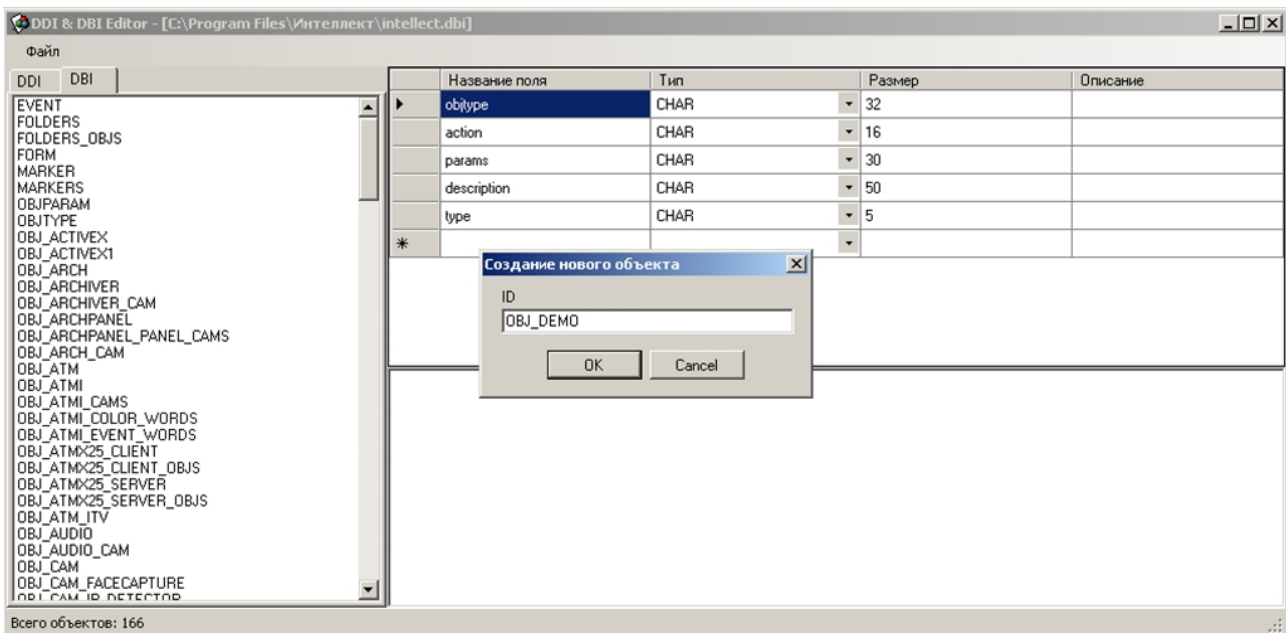 DDI & DBI Editor - [C:\Program Files\Интеллект\intellect.dbi]
Файл
DDI DBI
EVENT
FOLDERS
FOLDERS_OBJS
FORM
MARKER
MARKERS
OBJPARAM
OBJTYPE
OBJ_ACTIVEX
OBJ_ACTIVEX1
OBJ_ARCH
OBJ_ARCHIVER
OBJ_ARCHIVER_CAM
OBJ_ARCHPANEL
OBJ_ARCHPANEL_PANEL_CAMS
OBJ_ARCH_CAM
OBJ_ATM
OBJ_ATMI
OBJ_ATMI_CAMS
OBJ_ATMI_COLOR_WORDS
OBJ_ATMI_EVENT_WORDS
OBJ_ATMX25_CLIENT
OBJ_ATMX25_CLIENT_OBJS
OBJ_ATMX25_SERVER
OBJ_ATMX25_SERVER_OBJS
OBJ_ATM_ITV
OBJ_AUDIO
OBJ_AUDIO_CAM
OBJ_CAM
OBJ_CAM_FACECAPTURE
OBJ_CAM_IR_DETECTOR
Название поля Тип Размер Описание
objtype CHAR 32
action CHAR 16
params CHAR 30
description CHAR 50
type CHAR 5
Создание нового объекта
ID
OBJ_DEMO
OK Cancel
Всего объектов: 166